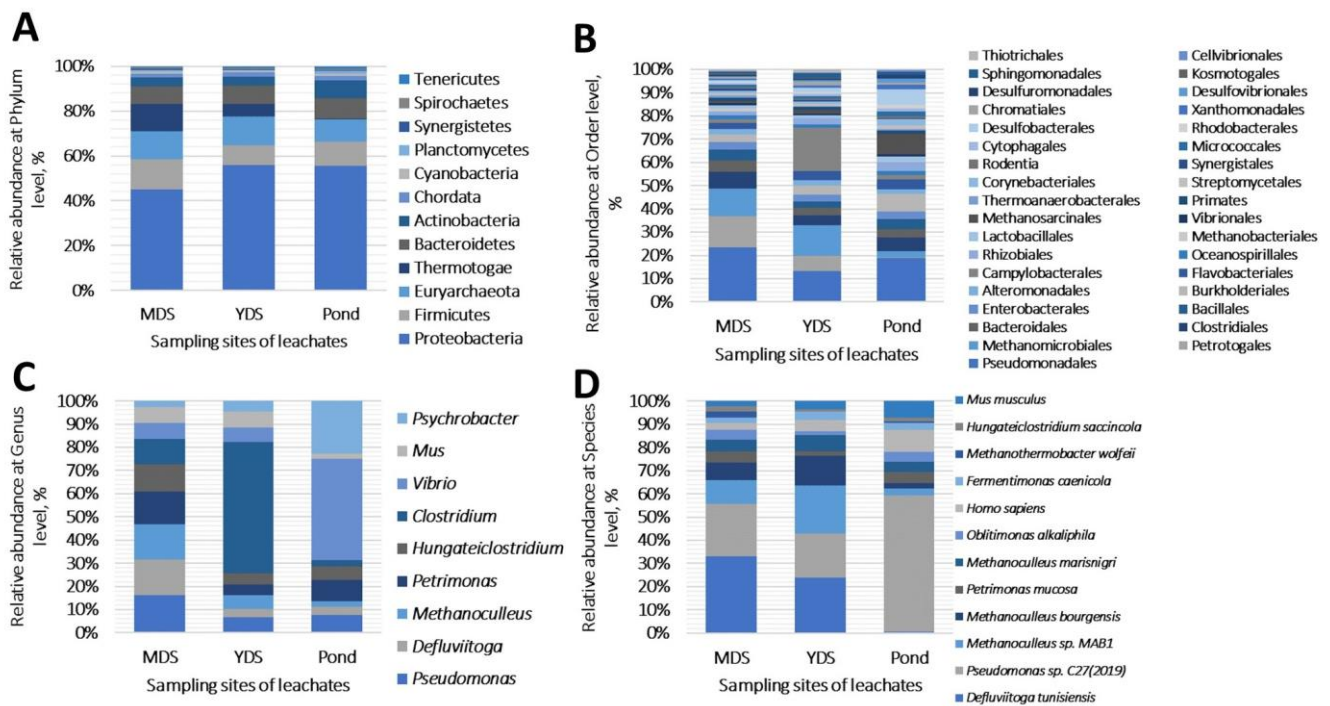 A
Relative abundance at Phylum
level, %
100%
80%
60%
40%
20%
0%
MDS YDS Pond
Sampling sites of leachates
Tenericutes
Spirochaetes
Synergistetes
Planctomycetes
Cyanobacteria
Chordata
Actinobacteria
Bacteroidetes
Thermotogae
Euryarchaeota
Firmicutes
Proteobacteria
B
Relative abundance at Order level,
%
100%
90%
80%
70%
60%
50%
40%
30%
20%
10%
0%
MDS YDS Pond
Sampling sites of leachates
Thiotrichales
Sphingomonadales
Desulfuromonadales
Chromatiales
Desulfobacterales
Cytophagales
Rodentia
Corynebacteriales
Thermoanaerobacterales
Methanosarcinales
Lactobacillales
Rhizobiales
Campylobacterales
Alteromonadales
Enterobacterales
Bacteroidales
Methanomicrobiales
Pseudomonadales
Cellvibrionales
Kosmotogales
Desulfovibrionales
Xanthomonadales
Rhodobacterales
Micrococcales
Synergistales
Streptomycetales
Primates
Vibrionales
Methanobacteriales
Oceanospirillales
Flavobacteriales
Burkholderiales
Bacillales
Clostridiales
Petrotogales
C
Relative abundance at Genus
level, %
100%
90%
80%
70%
60%
50%
40%
30%
20%
10%
0%
MDS YDS Pond
Sampling sites of leachates
Psychrobacter
Mus
Vibrio
Clostridium
Hungateiclostridium
Petrimonas
Methanoculleus
Defluviitoga
Pseudomonas
D
Relative abundance at Species
level, %
100%
90%
80%
70%
60%
50%
40%
30%
20%
10%
0%
MDS YDS Pond
Sampling sites of leachates
Mus musculus
Hungateiclostridium saccincola
Methanothermobacter wolfeii
Fermentimonas caenicola
Homo sapiens
Oblitimonas alkaliphila
Methanoculleus marisnigri
Petrimonas mucosa
Methanoculleus bourgensis
Methanoculleus sp. MAB1
Pseudomonas sp. C27(2019)
Defluviitoga tunisiensis